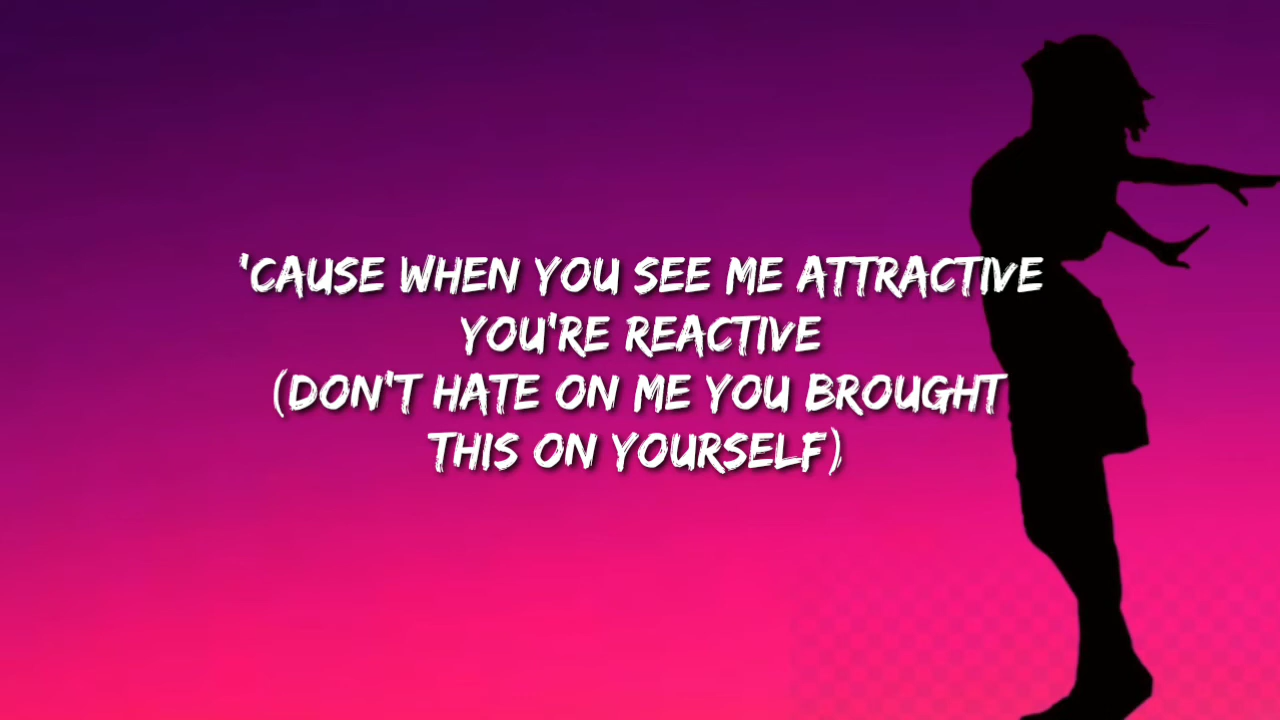 'CAUSE WHEN YOU SEE ME ATTRACTIVE
YOU'RE REACTIVE
(DON'T HATE ON ME YOU BROUGHT
THIS ON YOURSELF)